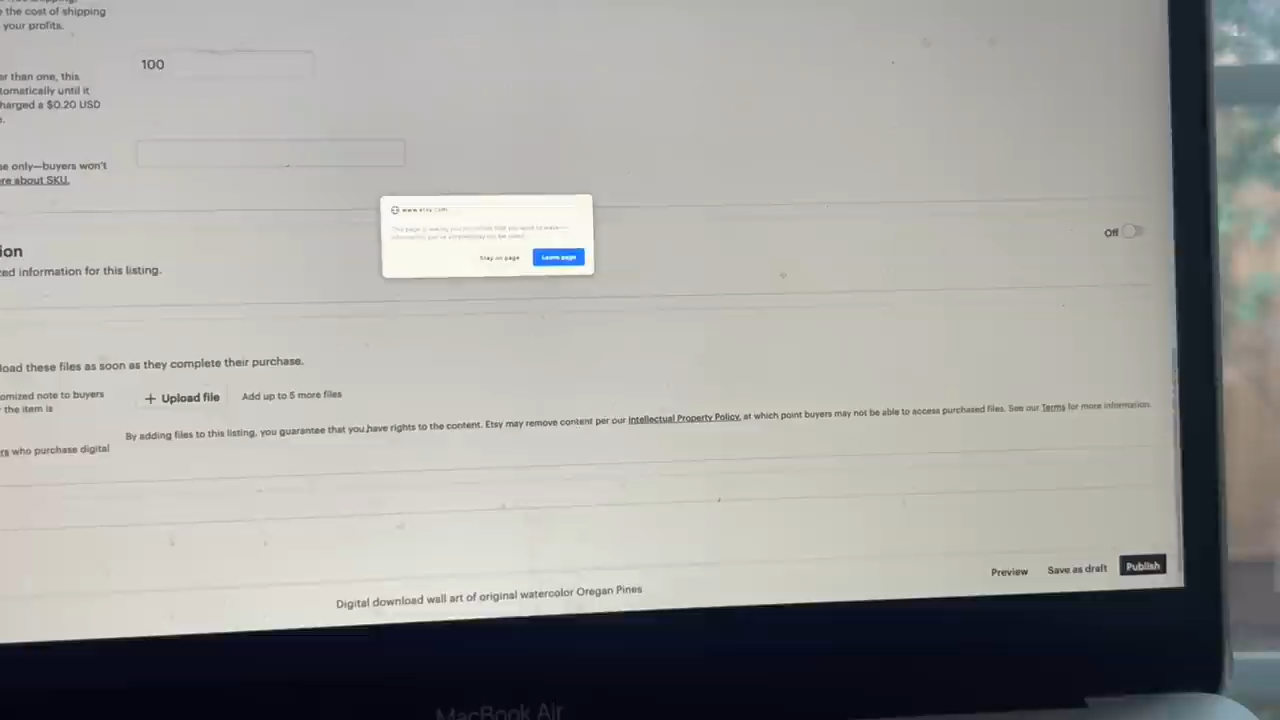 the cost of shipping
your profits.
100
er than one, this
tomatically until it
harged a $0.20 USD
e.
se only—buyers won't
re about SKU.
www.etsy.com
Stay on page
Leave page
Off
ion
ed information for this listing.
load these files as soon as they complete their purchase.
omized note to buyers
the item is
+ Upload file
Add up to 5 more files
By adding files to this listing, you guarantee that you have rights to the content. Etsy may remove content per our Intellectual Property Policy, at which point buyers may not be able to access purchased files. See our Terms for more information.
rs who purchase digital
Preview
Save as draft
Publish
Digital download wall art of original watercolor Oregan Pines
MacBook Air